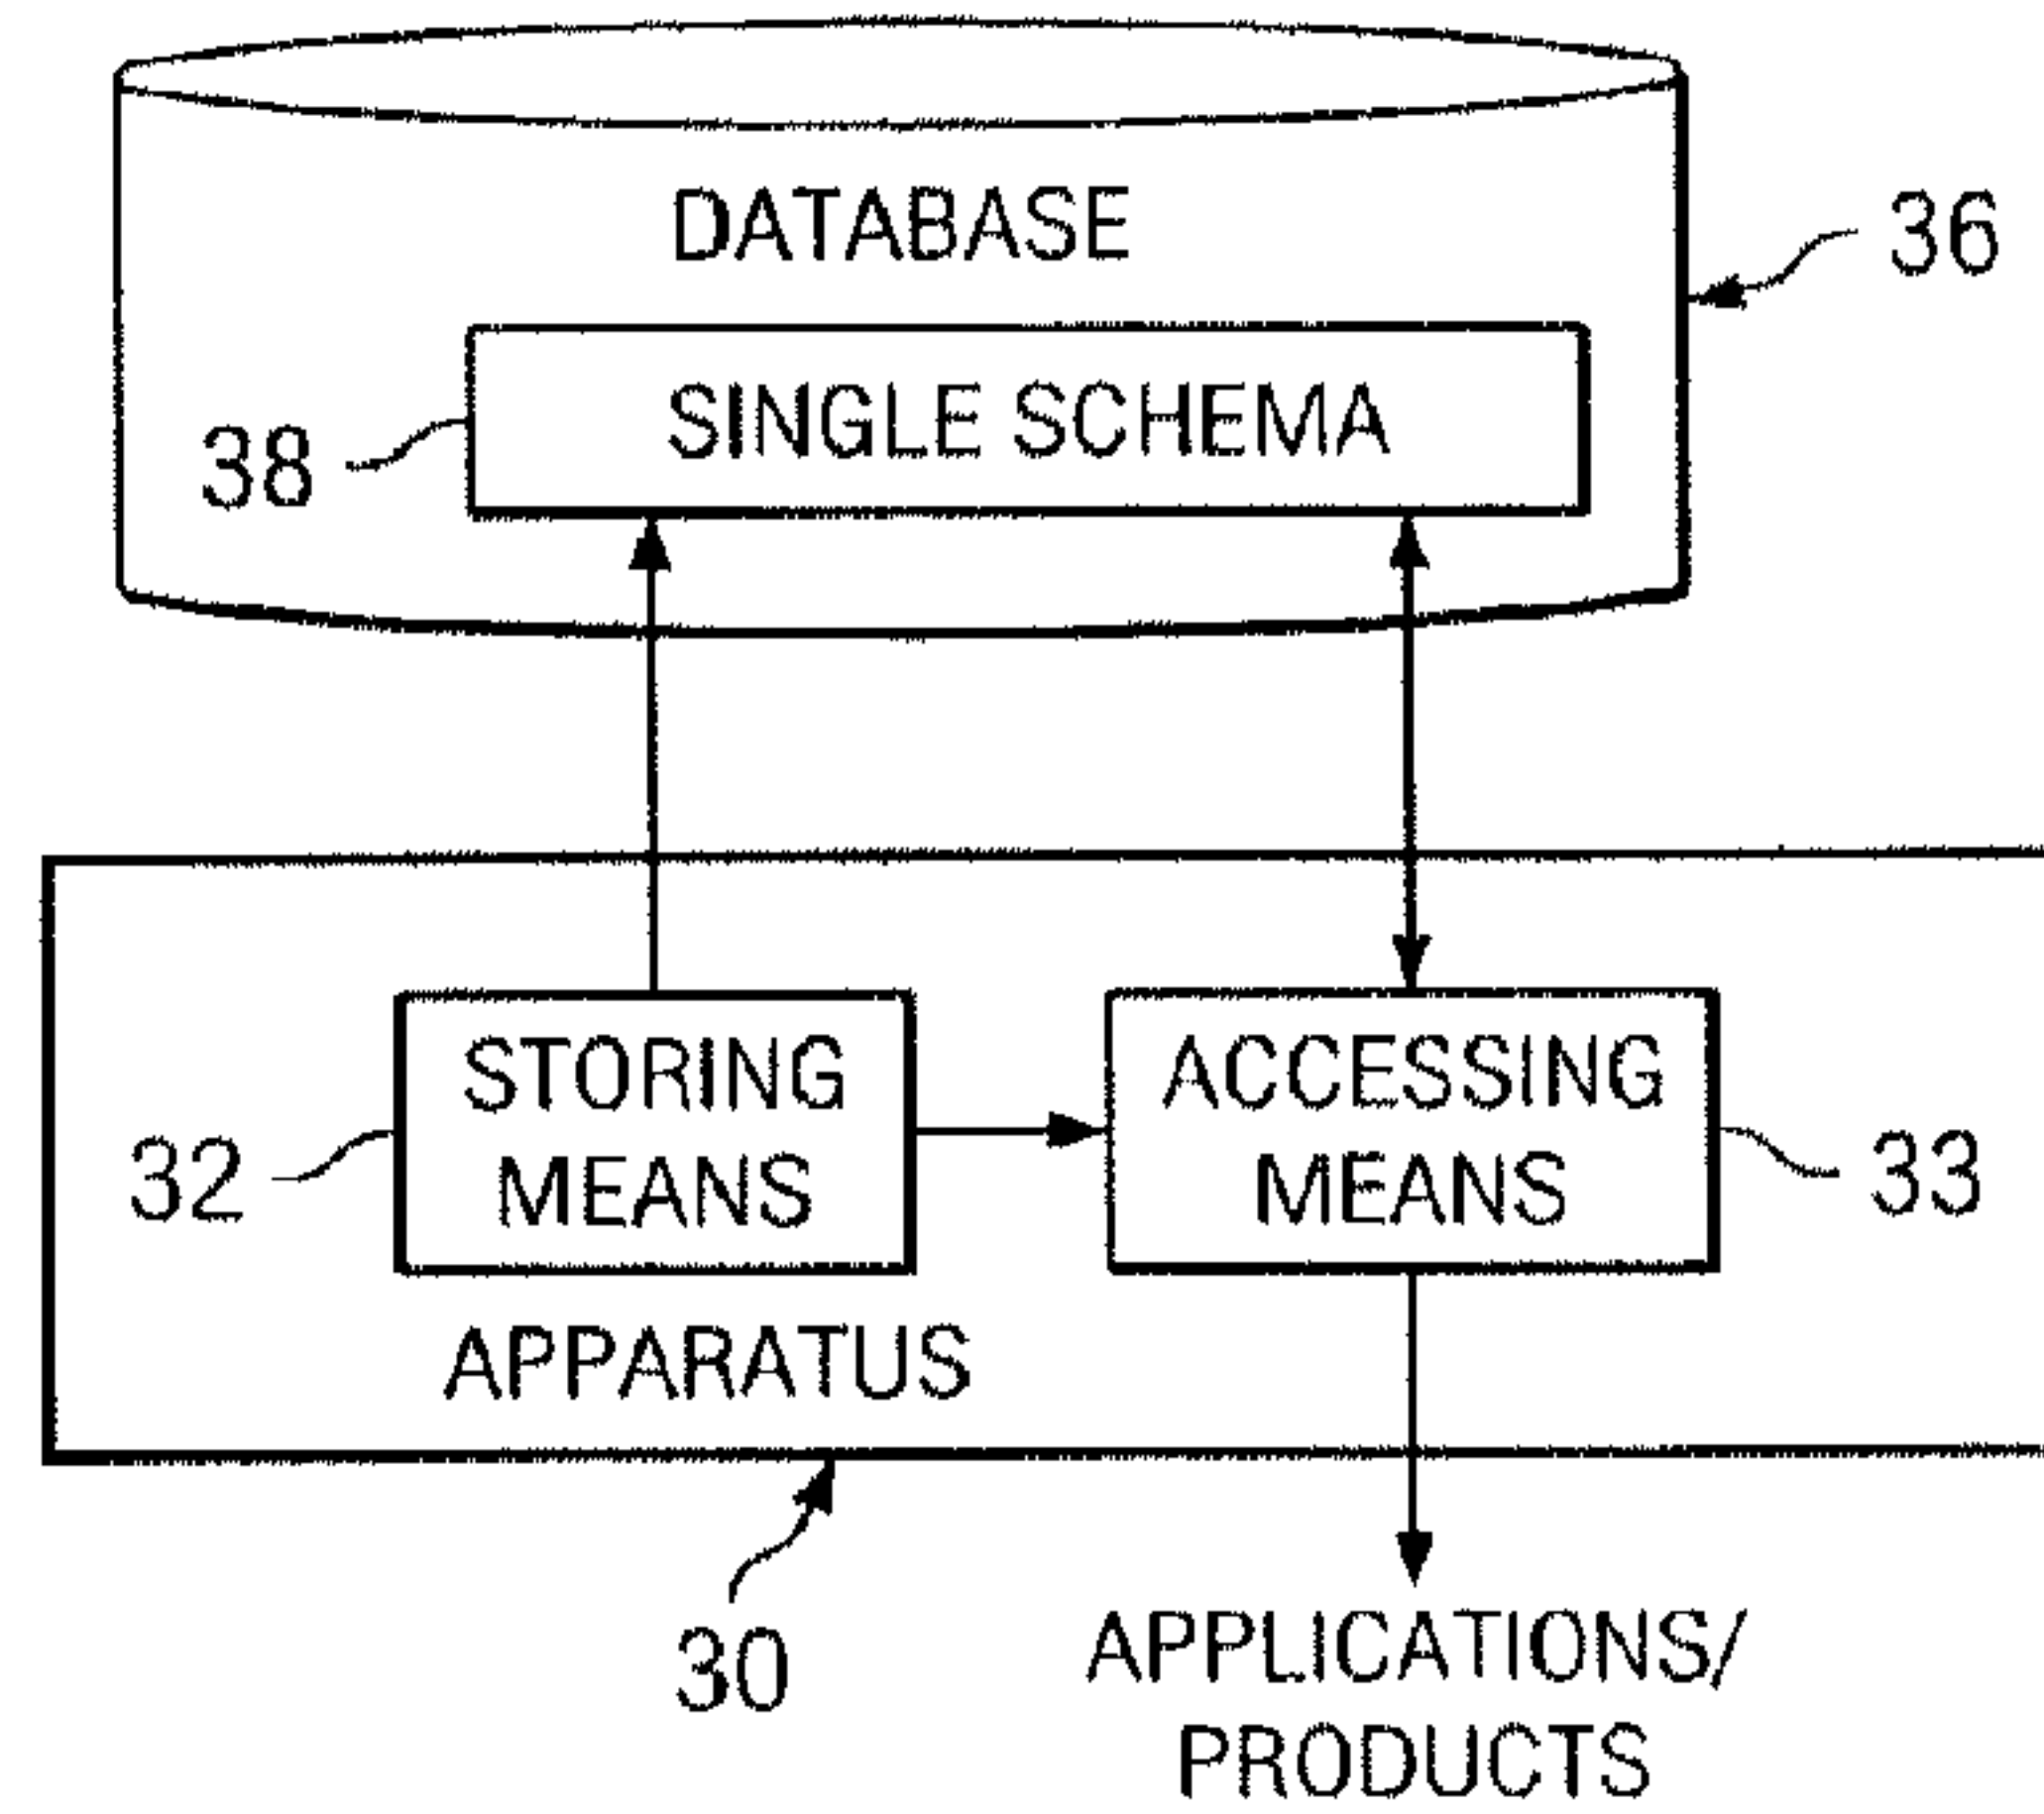 DATABASE
36
SINGLE SCHEMA
38
STORING
MEANS
32
ACCESSING
MEANS
33
APPARATUS
30
APPLICATIONS/
PRODUCTS